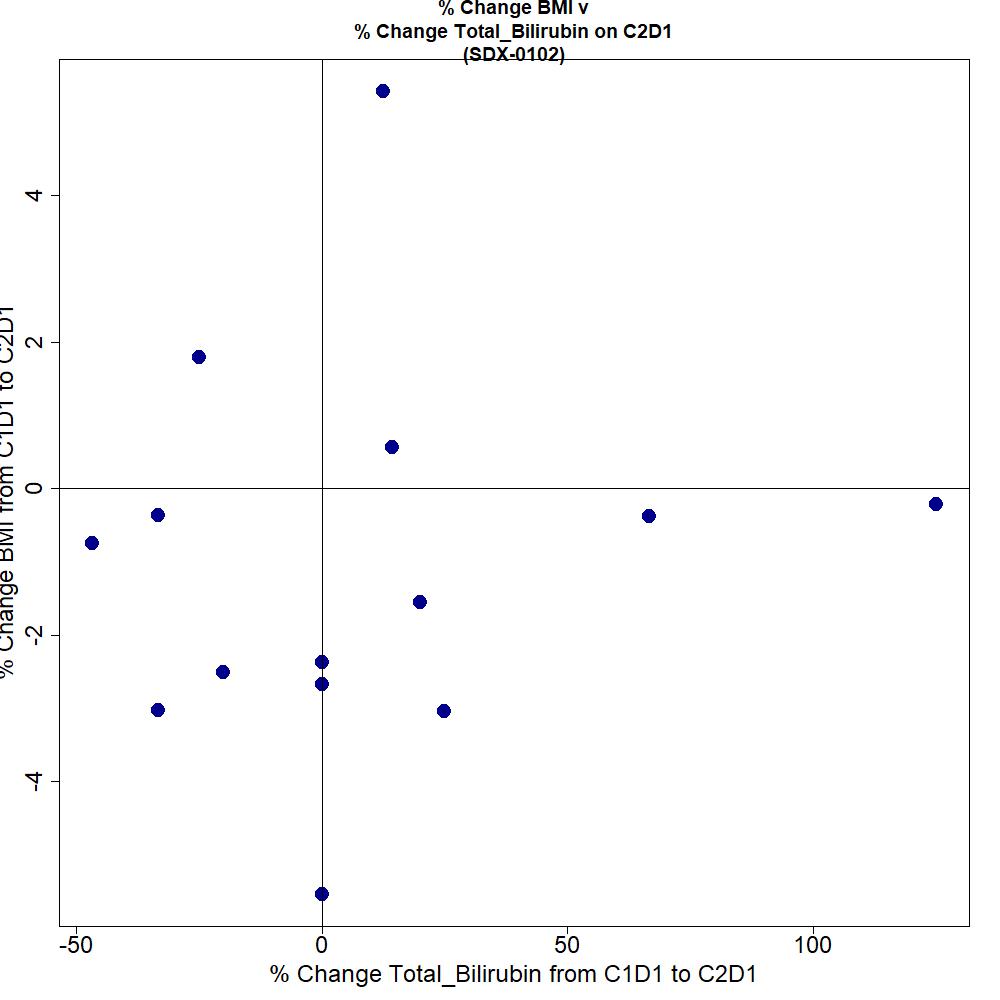 % Change BMI v
% Change Total_Bilirubin on C2D1
(SDX-0102)
% Change BMI from C1D1 to C2D1
4
2
0
-2
-4
-50
0
50
100
% Change Total_Bilirubin from C1D1 to C2D1